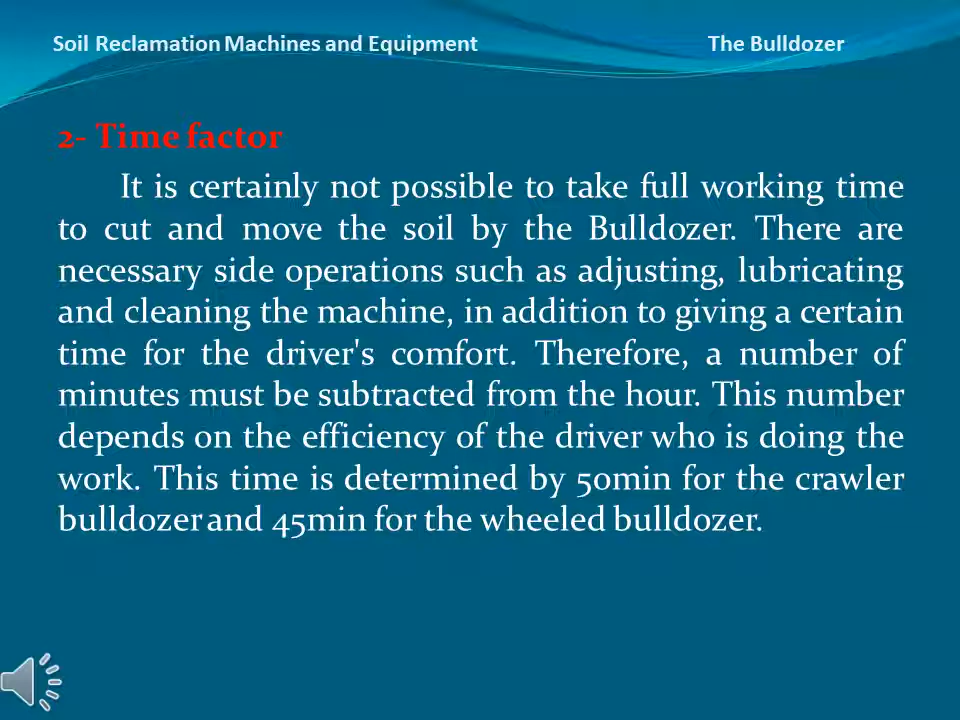 Soil Reclamation Machines and Equipment The Bulldozer
2- Time factor
It is certainly not possible to take full working time
to cut and move the soil by the Bulldozer. There are
necessary side operations such as adjusting, lubricating
and cleaning the machine, in addition to giving a certain
time for the driver's comfort. Therefore, a number of
minutes must be subtracted from the hour. This number
depends on the efficiency of the driver who is doing the
work. This time is determined by 50min for the crawler
bulldozer and 45min for the wheeled bulldozer.